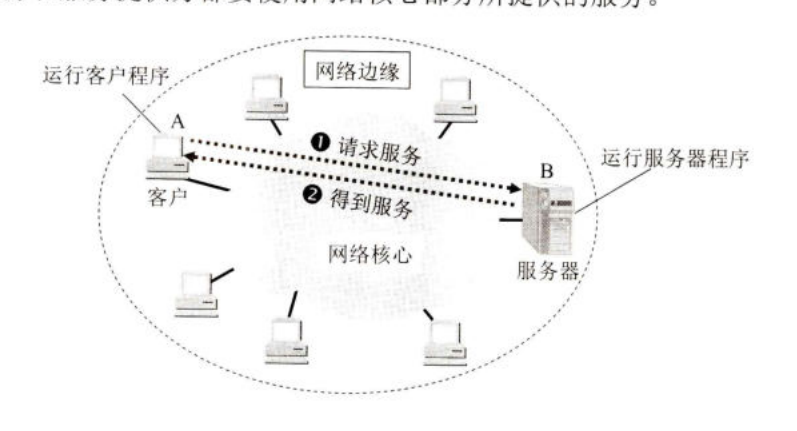 都要使用网络核心部分所提供的服务。
网络边缘
运行客户程序
A
❶ 请求服务
B
运行服务器程序
客户
❷ 得到服务
网络核心
服务器